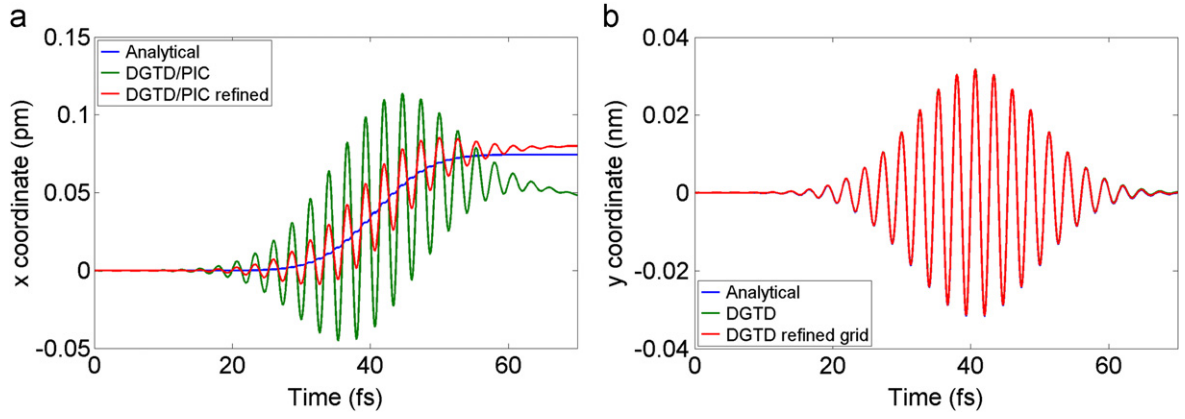 a
x coordinate (pm)
0.15
0.1
0.05
0
-0.05
Analytical
DGTD/PIC
DGTD/PIC refined
0 20 40 60
Time (fs)
b
y coordinate (nm)
0.04
0.02
0
-0.02
-0.04
Analytical
DGTD
DGTD refined grid
0 20 40 60
Time (fs)